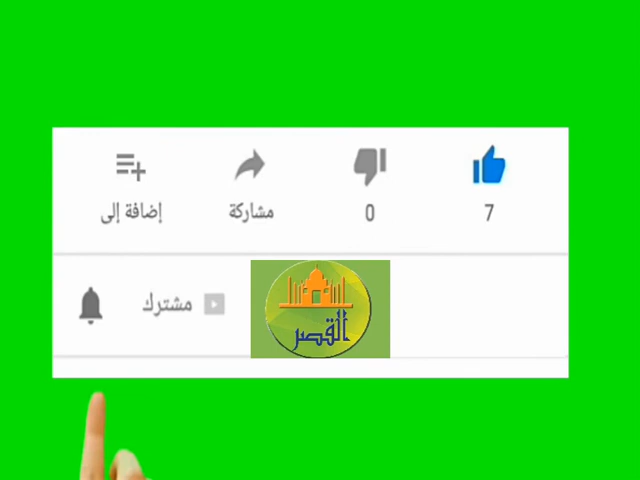 7
0
مشاركة
إضافة إلى
القصر
مشترك